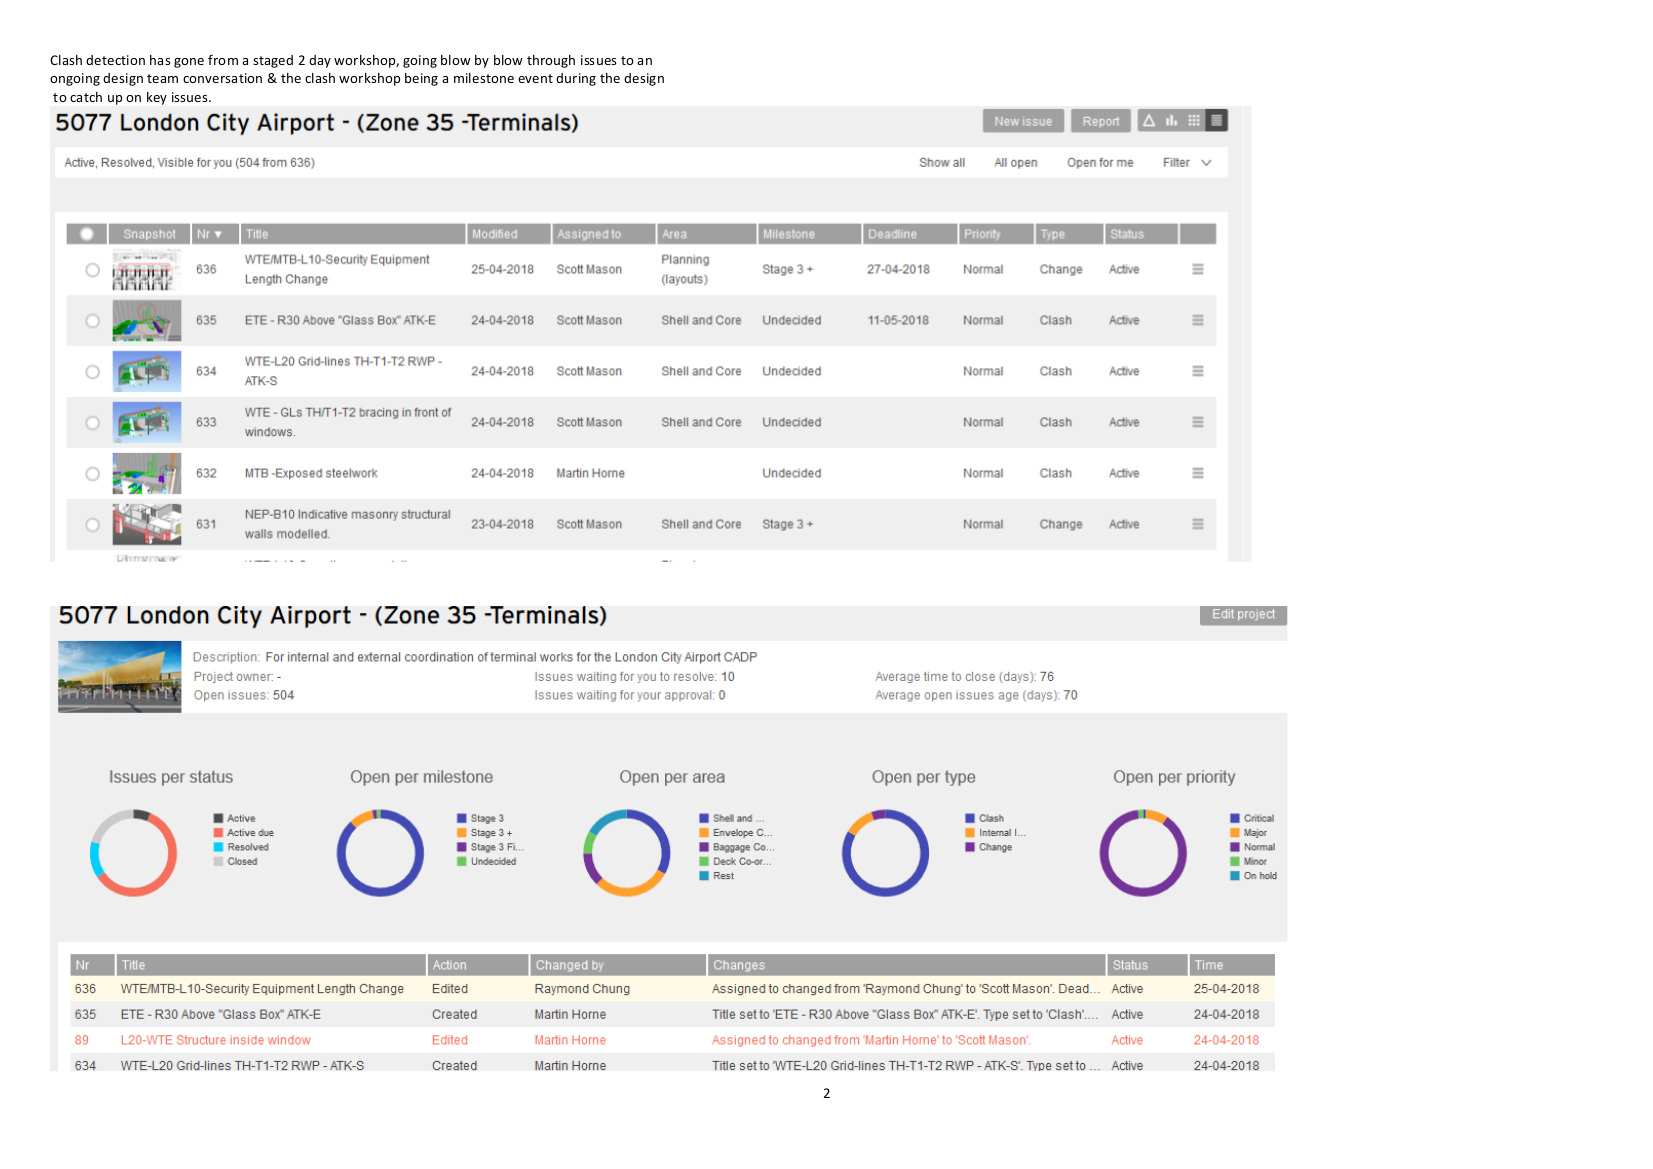 Clash detection has gone from a staged 2 day workshop, going blow by blow through issues to an
ongoing design team conversation & the clash workshop being a milestone event during the design
to catch up on key issues.
5077 London City Airport - (Zone 35 -Terminals)
New issue Report
Active, Resolved, Visible for you (504 from 636) Show all All open Open for me Filter
Snapshot Nr Title Modified Assigned to Area Milestone Deadline Priority Type Status
636 WTE/MTB-L10-Security Equipment Length Change 25-04-2018 Scott Mason Planning (layouts) Stage 3 + 27-04-2018 Normal Change Active
635 ETE - R30 Above "Glass Box" ATK-E 24-04-2018 Scott Mason Shell and Core Undecided 11-05-2018 Normal Clash Active
634 WTE-L20 Grid-lines TH-T1-T2 RWP - ATK-S 24-04-2018 Scott Mason Shell and Core Undecided Normal Clash Active
633 WTE - GLs TH/T1-T2 bracing in front of windows. 24-04-2018 Scott Mason Shell and Core Undecided Normal Clash Active
632 MTB -Exposed steelwork 24-04-2018 Martin Horne Undecided Normal Clash Active
631 NEP-B10 Indicative masonry structural walls modelled. 23-04-2018 Scott Mason Shell and Core Stage 3 + Normal Change Active
5077 London City Airport - (Zone 35 -Terminals)
Edit project
Description: For internal and external coordination of terminal works for the London City Airport CADP
Project owner: - Issues waiting for you to resolve: 10 Average time to close (days): 76
Open issues: 504 Issues waiting for your approval: 0 Average open issues age (days): 70
Issues per status Open per milestone Open per area Open per type Open per priority
Active Stage 3 Shell and ... Clash Critical
Active due Stage 3 + Envelope C... Internal I... Major
Resolved Stage 3 Fi... Baggage Co... Change Normal
Closed Undecided Deck Co-or... Minor
Rest On hold
Nr Title Action Changed by Changes Status Time
636 WTE/MTB-L10-Security Equipment Length Change Edited Raymond Chung Assigned to changed from 'Raymond Chung' to 'Scott Mason'. Dead... Active 25-04-2018
635 ETE - R30 Above "Glass Box" ATK-E Created Martin Horne Title set to 'ETE - R30 Above "Glass Box" ATK-E'. Type set to 'Clash'.... Active 24-04-2018
89 L20-WTE Structure inside window Edited Martin Horne Assigned to changed from 'Martin Horne' to 'Scott Mason'. Active 24-04-2018
634 WTE-L20 Grid-lines TH-T1-T2 RWP - ATK-S Created Martin Horne Title set to 'WTE-L20 Grid-lines TH-T1-T2 RWP - ATK-S'. Type set to ... Active 24-04-2018
2